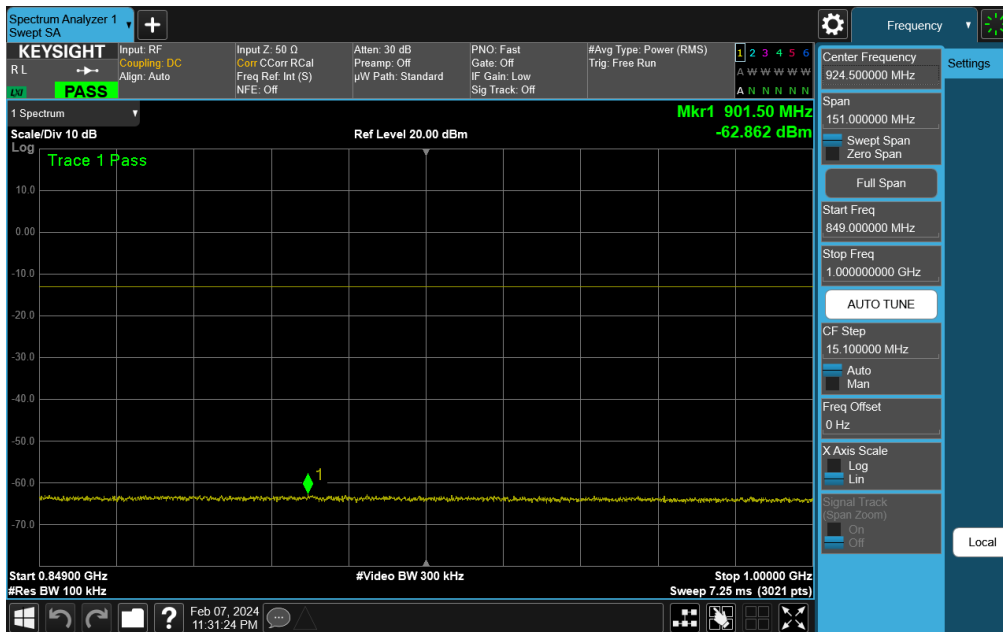 Spectrum Analyzer 1
Swept SA
Frequency
KEYSIGHT
R L
LXI
PASS
Input: RF
Coupling: DC
Align: Auto
Input Z: 50 Ω
Corr CCorr RCal
Freq Ref: Int (S)
NFE: Off
Atten: 30 dB
Preamp: Off
µW Path: Standard
PNO: Fast
Gate: Off
IF Gain: Low
Sig Track: Off
#Avg Type: Power (RMS)
Trig: Free Run
1 2 3 4 5 6
A W W W W W
A N N N N N
1 Spectrum
Mkr1 901.50 MHz
-62.862 dBm
Scale/Div 10 dB
Ref Level 20.00 dBm
Log
Trace 1 Pass
10.0
0.00
-10.0
-20.0
-30.0
-40.0
-50.0
-60.0
-70.0
1
Start 0.84900 GHz
#Res BW 100 kHz
#Video BW 300 kHz
Stop 1.00000 GHz
Sweep 7.25 ms (3021 pts)
Center Frequency
924.500000 MHz
Settings
Span
151.000000 MHz
Swept Span
Zero Span
Full Span
Start Freq
849.000000 MHz
Stop Freq
1.000000000 GHz
AUTO TUNE
CF Step
15.100000 MHz
Auto
Man
Freq Offset
0 Hz
X Axis Scale
Log
Lin
Signal Track
(Span Zoom)
On
Off
Local
?
Feb 07, 2024
11:31:24 PM